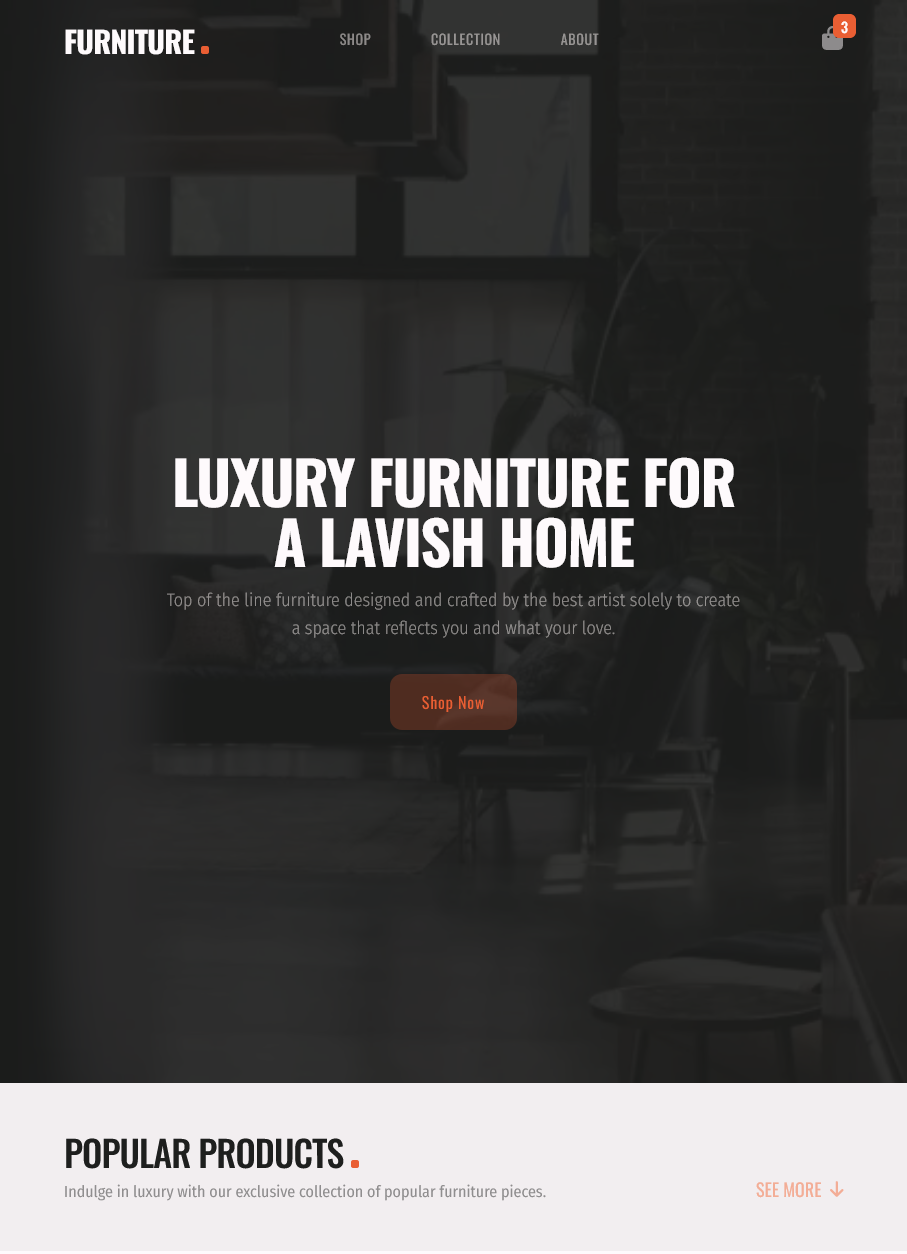 FURNITURE.
SHOP COLLECTION ABOUT
3
LUXURY FURNITURE FOR
A LAVISH HOME
Top of the line furniture designed and crafted by the best artist solely to create
a space that reflects you and what your love.
Shop Now
POPULAR PRODUCTS.
Indulge in luxury with our exclusive collection of popular furniture pieces.
SEE MORE ↓